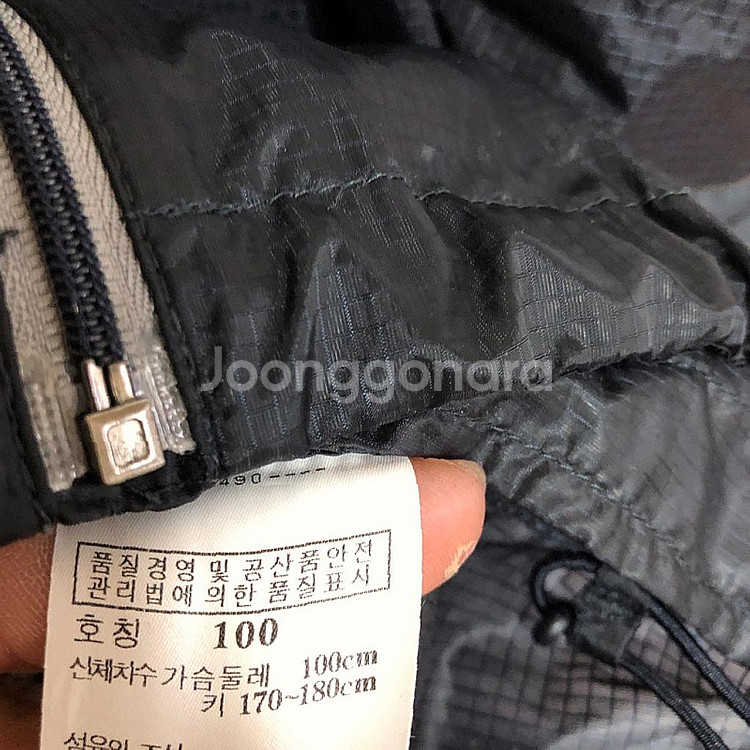 Joonggonara
490----
품질경영 및 공산품안전
관리법에 의한 품질표시
호칭 100
신체차수 가슴둘레 100cm
키 170~180cm